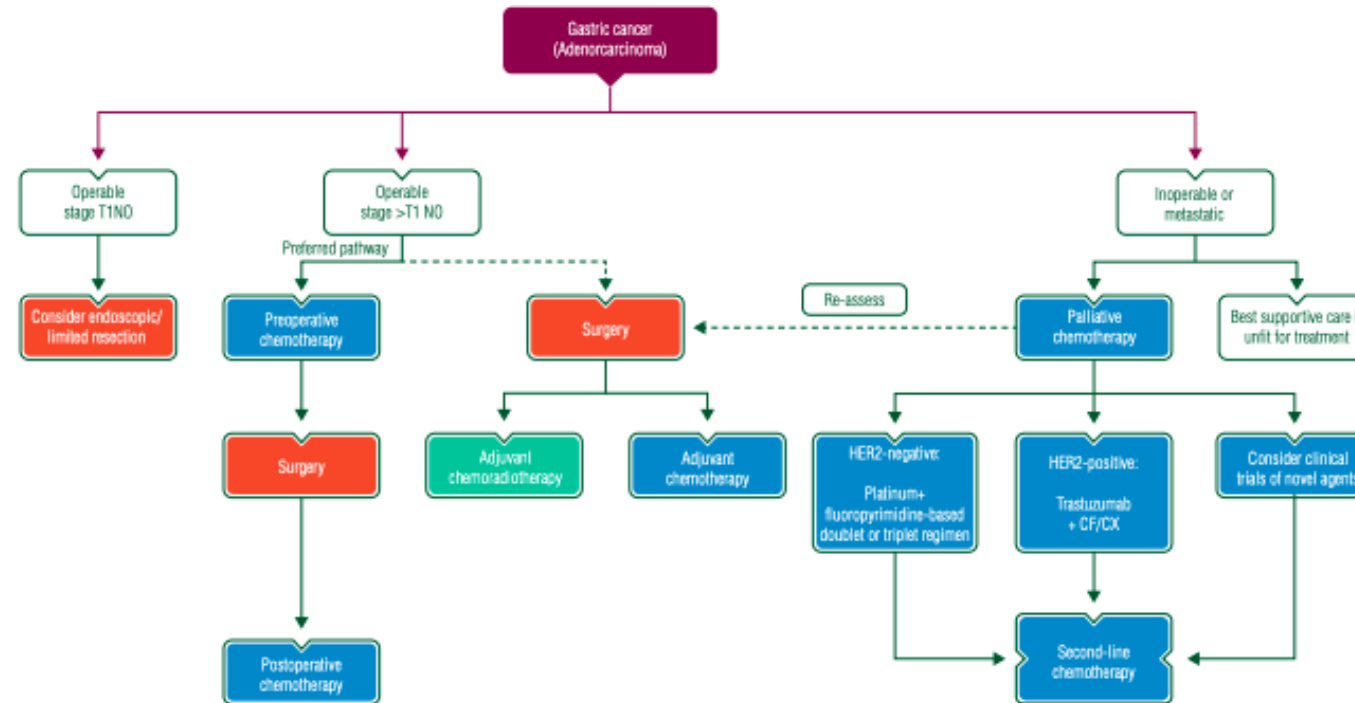 Gastric cancer
(Adenorcarcinoma)
Operable
stage T1N0
Operable
stage >T1 N0
Inoperable or
metastatic
Preferred pathway
Consider endoscopic/
limited resection
Preoperative
chemotherapy
Surgery
Re-assess
Palliative
chemotherapy
Best supportive care
unfit for treatment
Surgery
Adjuvant
chemoradiotherapy
Adjuvant
chemotherapy
HER2-negative:
Platinum+
fluoropyrimidine-based
doublet or triplet regimen
HER2-positive:
Trastuzumab
+ CF/CX
Consider clinical
trials of novel agents
Postoperative
chemotherapy
Second-line
chemotherapy